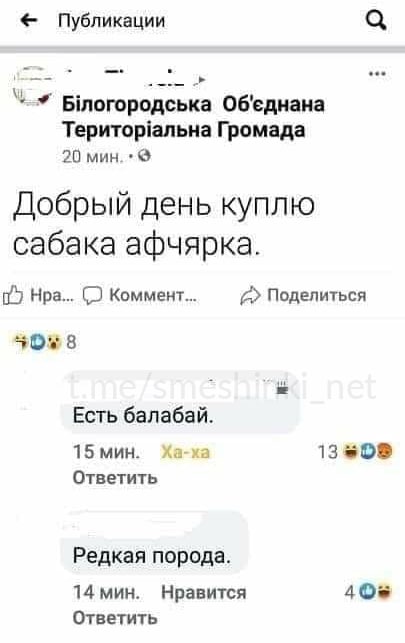 Публикации
Білогородська Об'єднана
Територіальна Громада
20 мин.
Добрый день куплю
сабака афчярка.
Нра... Коммент... Поделиться
8
t.me/smeshinki_net
Есть балабай.
15 мин. Ха-ха 13
Ответить
Редкая порода.
14 мин. Нравится 4
Ответить